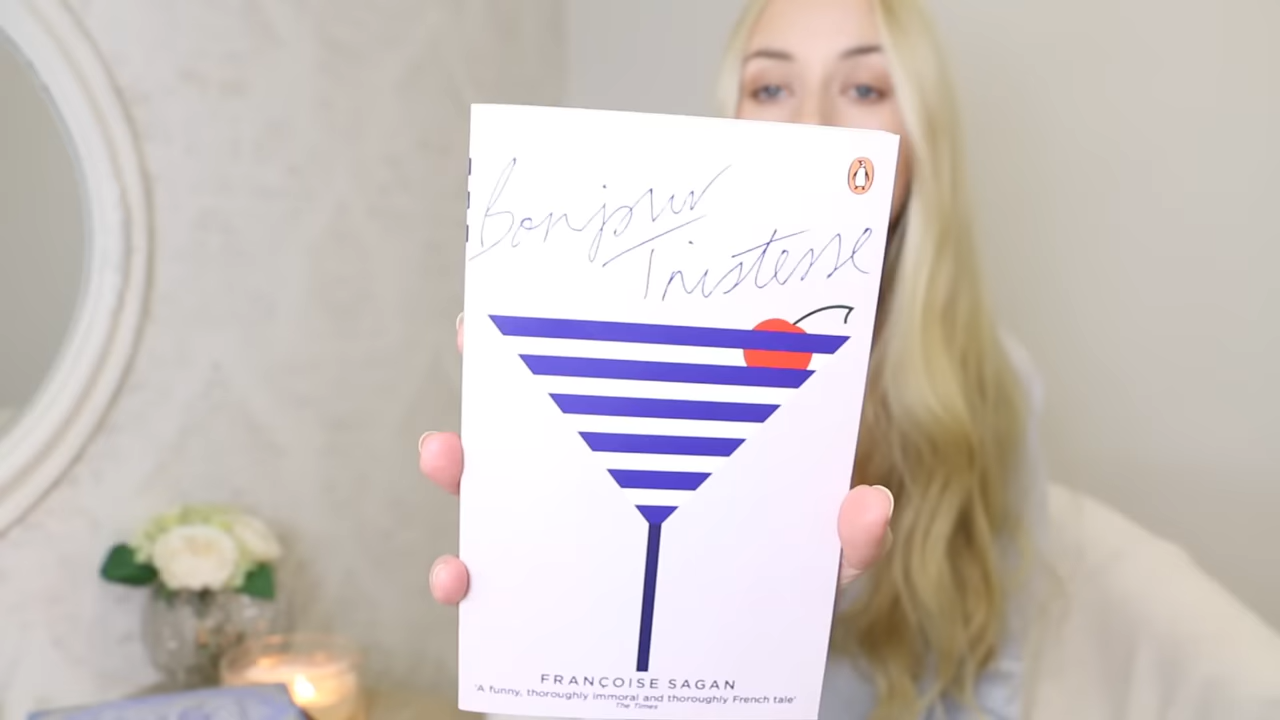 Bonjour
Tristesse
FRANÇOISE SAGAN
'A funny, thoroughly immoral and thoroughly French tale'
The Times